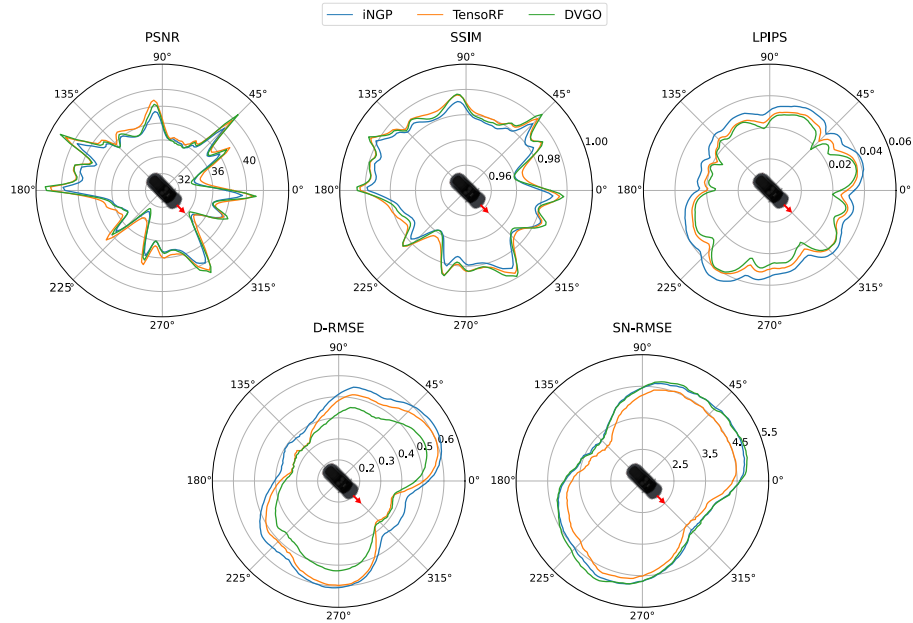 iNGP TensoRF DVGO
PSNR SSIM LPIPS
90° 90° 90°
135° 45° 135° 45° 135° 45°
180° 32 36 40 0° 180° 0.96 0.98 1.00 0° 180° 0.02 0.04 0.06 0°
225° 315° 225° 315° 225° 315°
270° 270° 270°
D-RMSE SN-RMSE
90° 90°
135° 45° 135° 45°
180° 0.2 0.3 0.4 0.5 0.6 0° 180° 2.5 3.5 4.5 5.5 0°
225° 315° 225° 315°
270° 270°